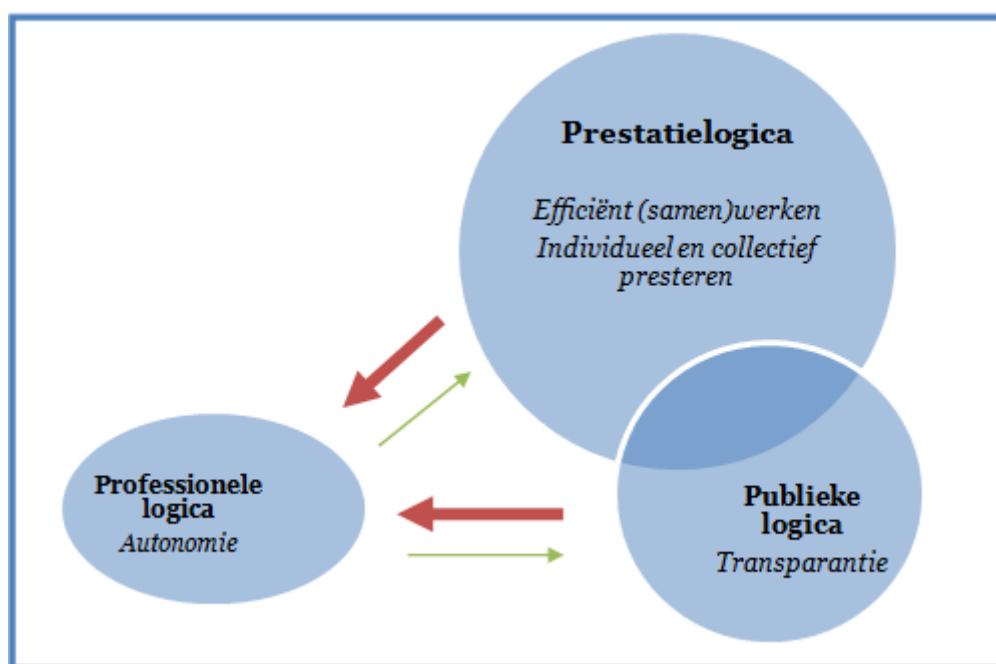 Prestatielogica
Efficiënt (samen)werken
Individueel en collectief
presteren
Professionele
logica
Autonomie
Publieke
logica
Transparantie